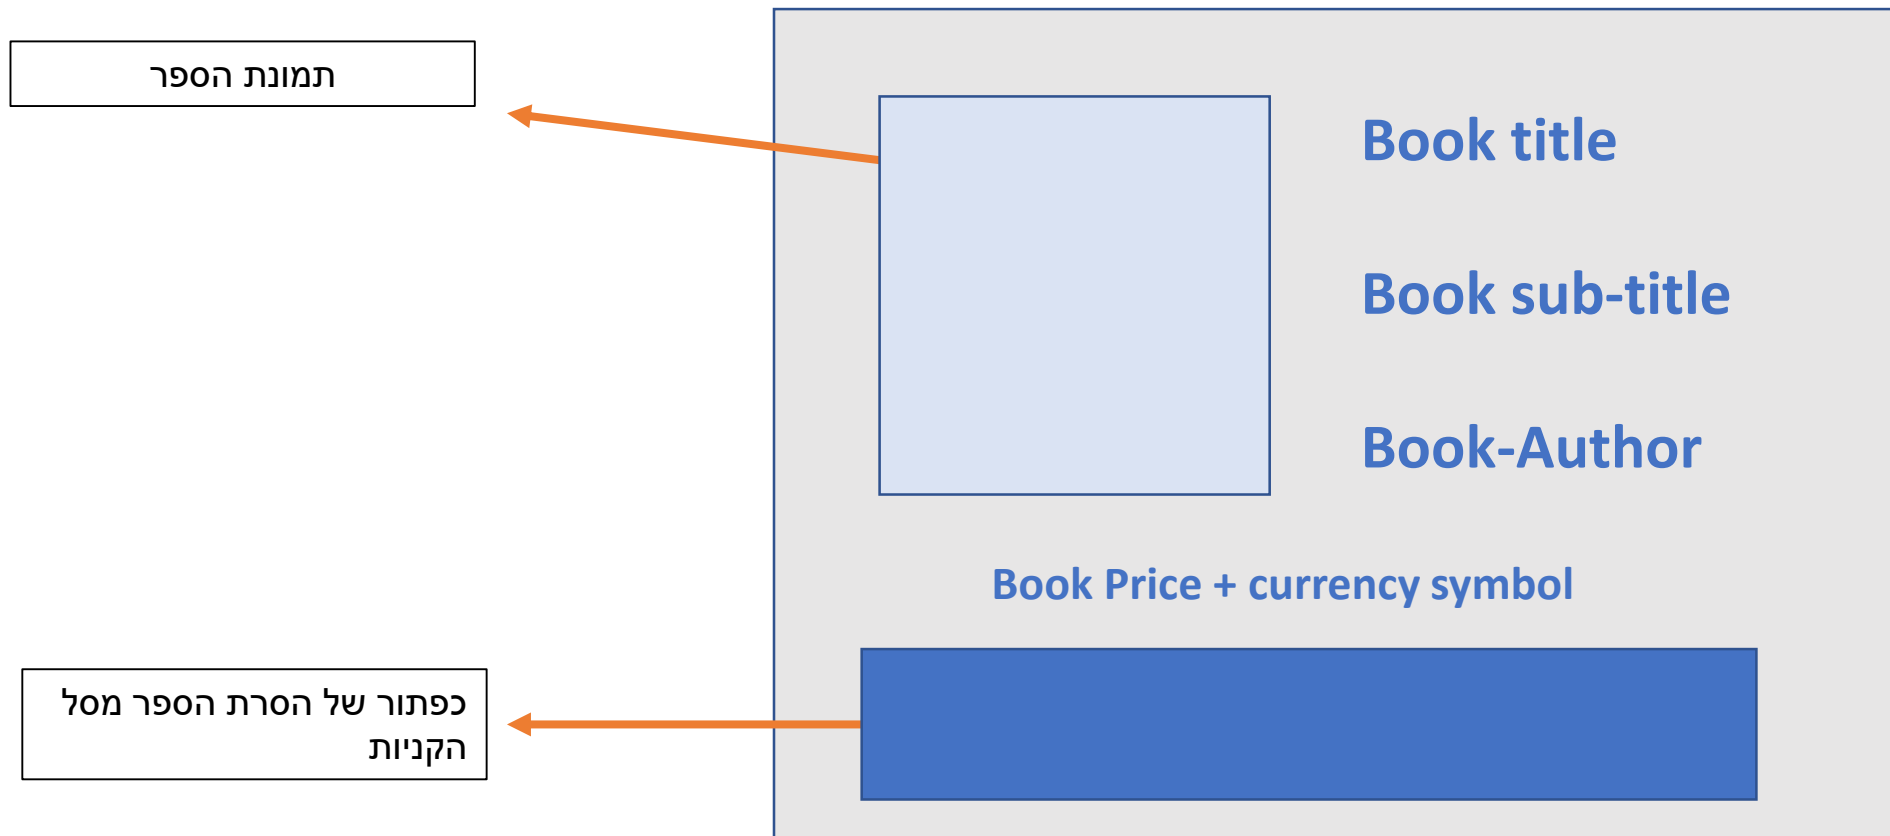 תמונת הספר
Book title
Book sub-title
Book-Author
Book Price + currency symbol
כפתור של הסרת הספר מסל
הקניות